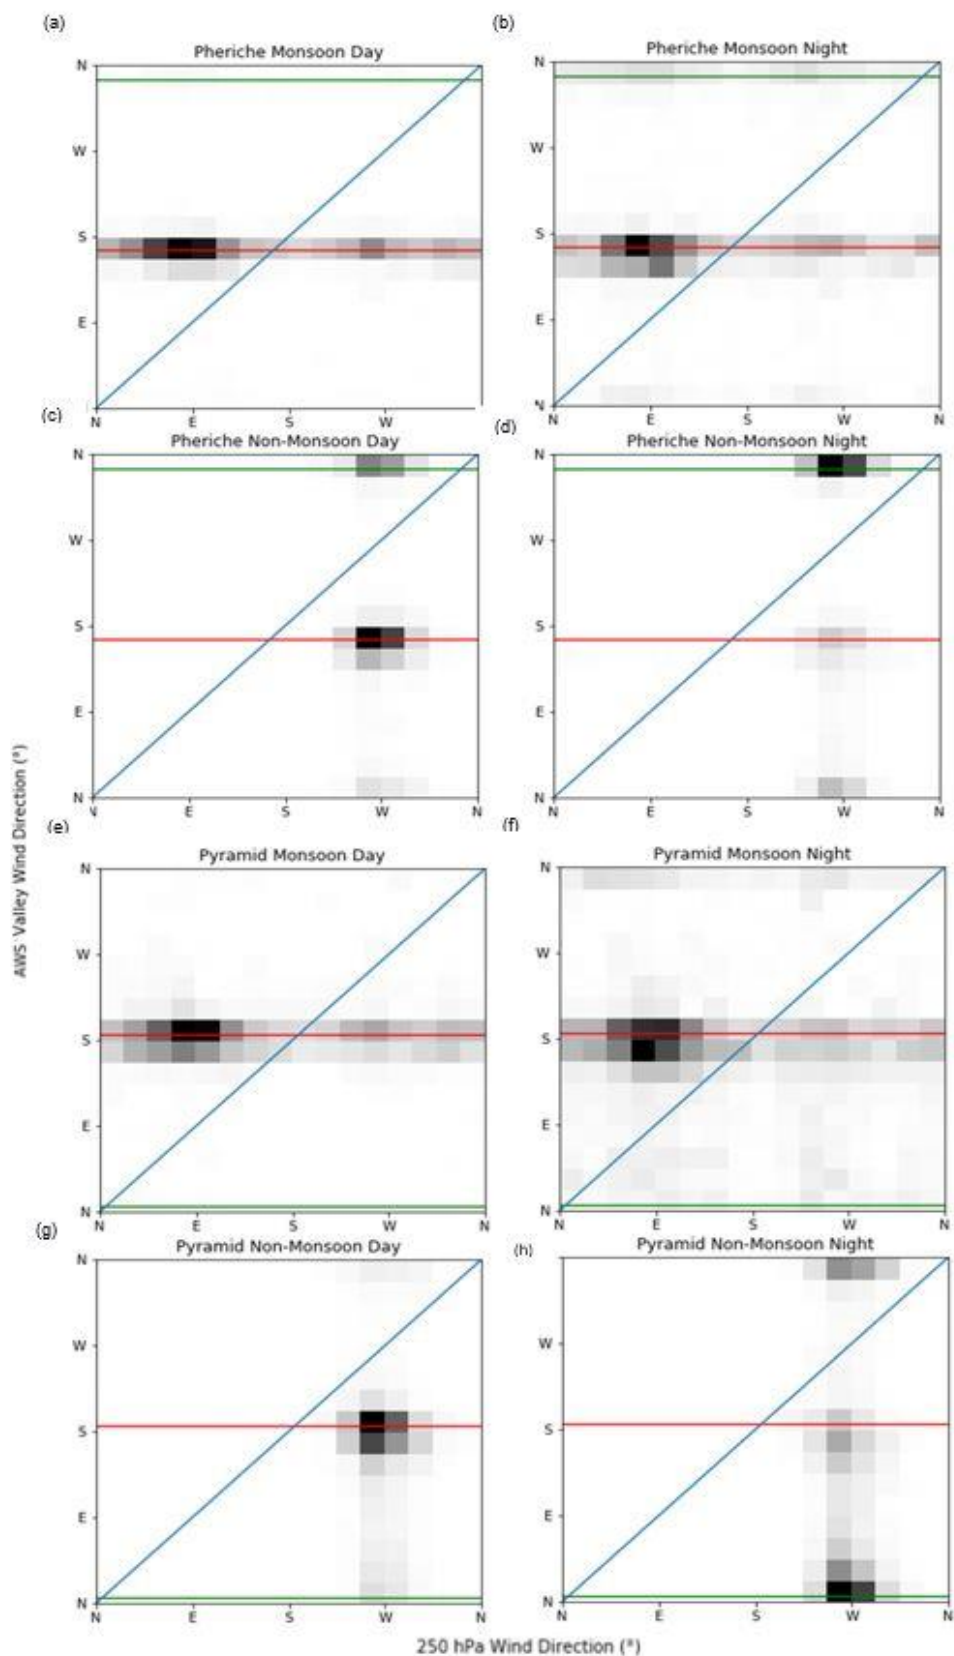 (a)
Pheriche Monsoon Day
N
W
S
E
N
E
S
W
(b)
Pheriche Monsoon Night
N
W
S
E
N
N
E
S
W
N
(c)
Pheriche Non-Monsoon Day
N
W
S
E
N
E
S
W
N
(d)
Pheriche Non-Monsoon Night
N
W
S
E
N
N
E
S
W
N
(e)
Pyramid Monsoon Day
N
W
S
E
N
N
E
S
W
N
(f)
Pyramid Monsoon Night
N
W
S
E
N
N
E
S
W
N
(g)
Pyramid Non-Monsoon Day
N
W
S
E
N
N
E
S
W
N
(h)
Pyramid Non-Monsoon Night
N
W
S
E
N
N
E
S
W
N
AWS Valley Wind Direction (°)
250 hPa Wind Direction (°)